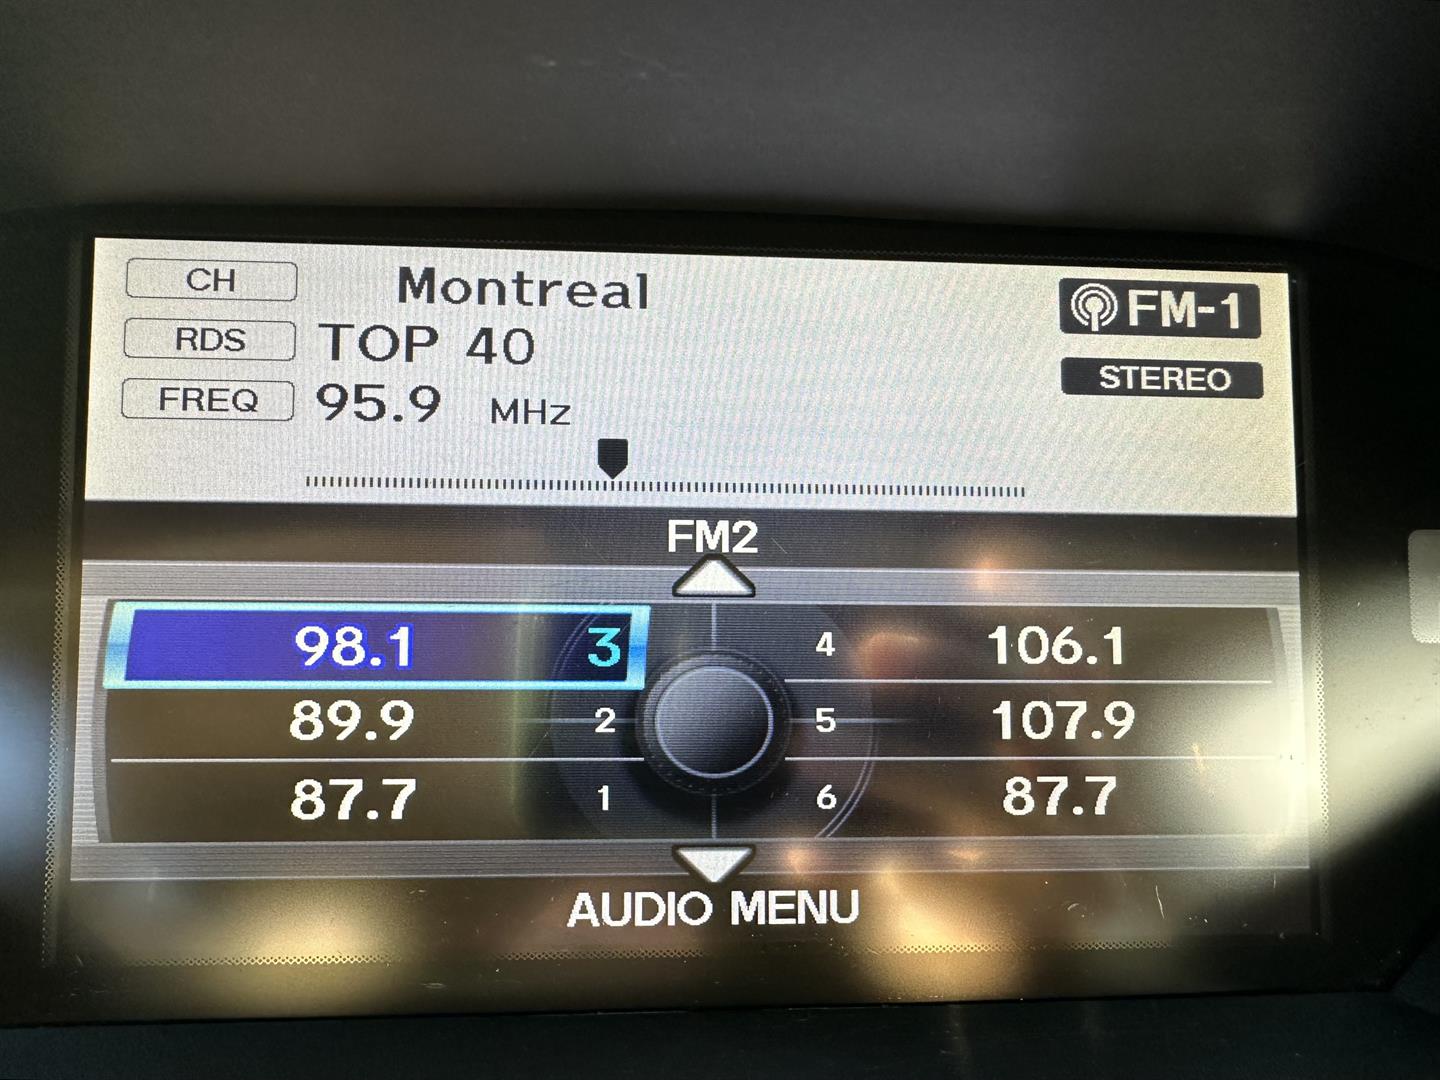 CH Montreal
RDS TOP 40
FREQ 95.9 MHz
FM-1
STEREO
FM2
98.1 3 4 106.1
89.9 2 5 107.9
87.7 1 6 87.7
AUDIO MENU